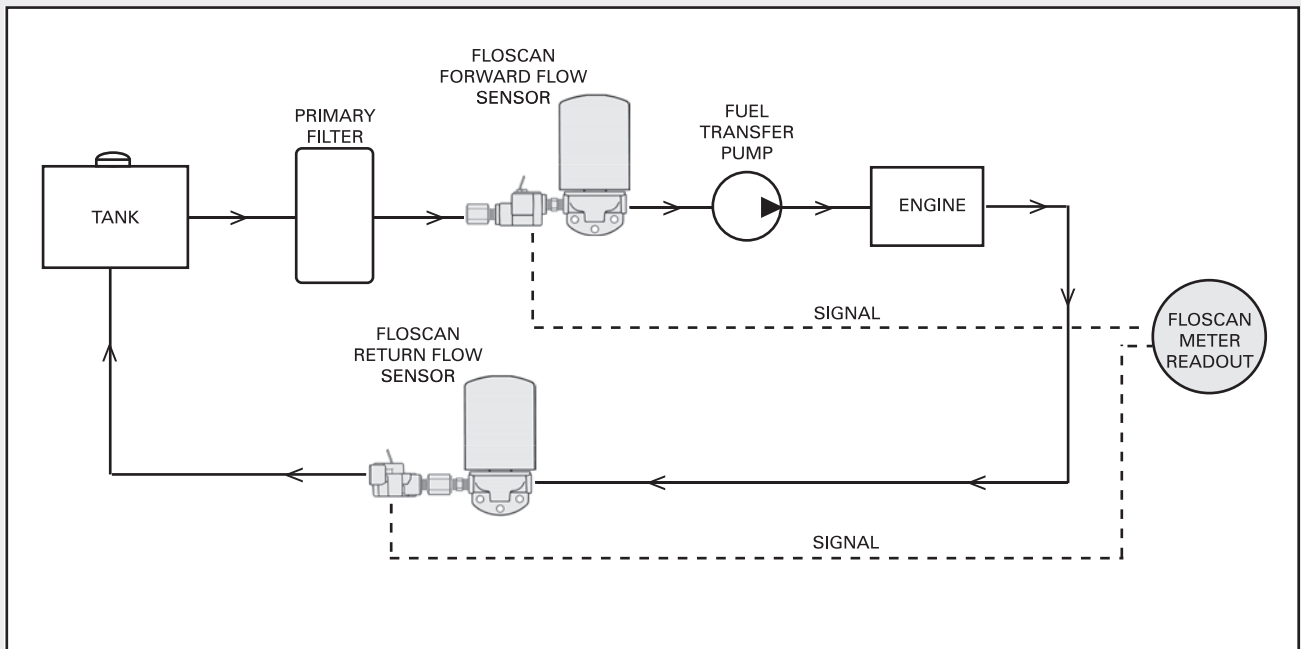 FLOSCAN
FORWARD FLOW
SENSOR
PRIMARY
FILTER
FUEL
TRANSFER
PUMP
TANK
ENGINE
SIGNAL
FLOSCAN
METER
READOUT
FLOSCAN
RETURN FLOW
SENSOR
SIGNAL